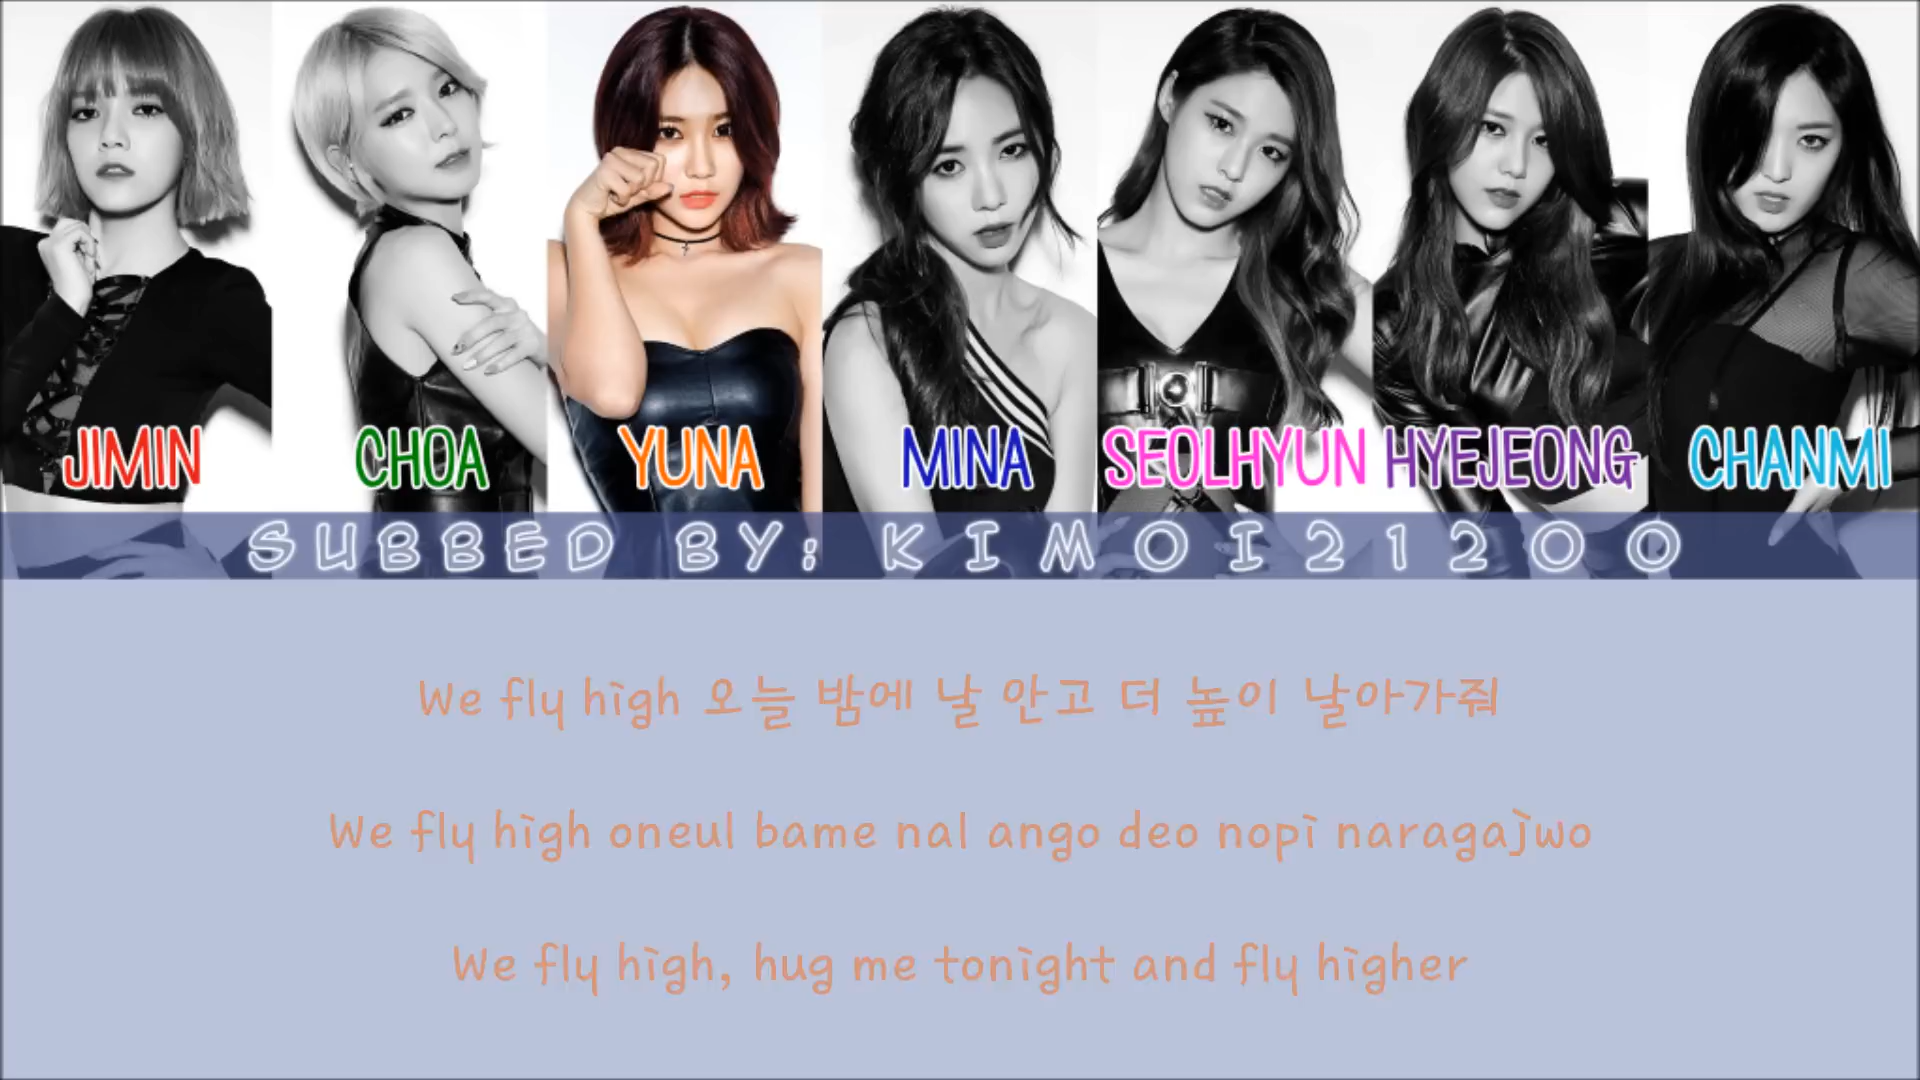 JIMIN CHOA YUNA MINA SEOLHYUN HYEJEONG CHANMI
SUBBED BY: KIMOI21200
We fly high 오늘 밤에 날 안고 더 높이 날아가줘
We fly high oneul bame nal ango deo nopi naragajwo
We fly high, hug me tonight and fly higher